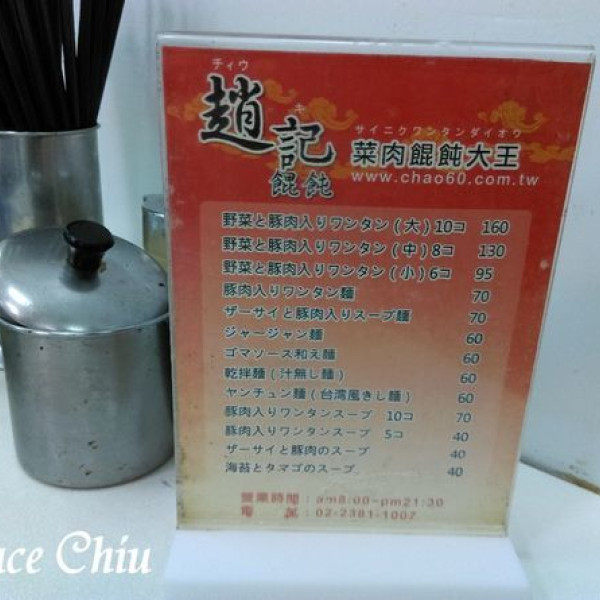 チィウ
趙
キ
記
餛飩
サイニクワンタンダイオウ
菜肉餛飩大王
www.chao60.com.tw
野菜と豚肉入りワンタン(大)10コ 160
野菜と豚肉入りワンタン(中)8コ 130
野菜と豚肉入りワンタン(小)6コ 95
豚肉入りワンタン麵 70
ザーサイと豚肉入りスープ麵 70
ジャージャン麵 60
ゴマソース和え麵 60
乾拌麵(汁無し麵) 60
ヤンチュン麵(台湾風きし麵) 60
豚肉入りワンタンスープ 10コ 70
豚肉入りワンタンスープ 5コ 40
ザーサイと豚肉のスープ 40
海苔とタマゴのスープ 40
營業時間:am8:00~pm21:30
電 話:02-2381-1007
ace Chiu